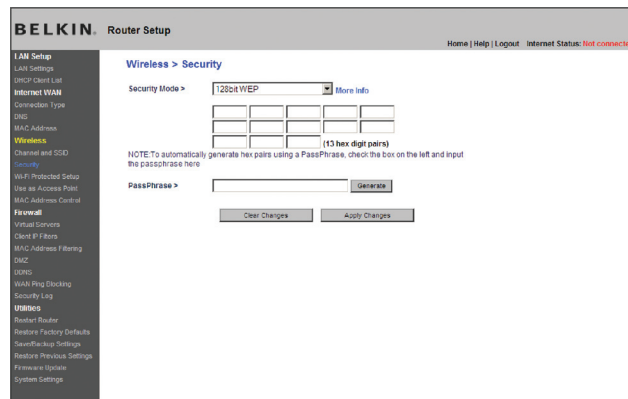 BELKIN. Router Setup
Home | Help | Logout Internet Status: Not connected
LAN Setup
LAN Settings
DHCP Client List
Internet WAN
Connection Type
DNS
MAC Address
Wireless
Channel and SSID
Security
Wi-Fi Protected Setup
Use as Access Point
MAC Address Control
Firewall
Virtual Servers
Client IP Filters
MAC Address Filtering
DMZ
DDNS
WAN Ping Blocking
Security Log
Utilities
Restart Router
Restore Factory Defaults
Save/Backup Settings
Restore Previous Settings
Firmware Update
System Settings
Wireless > Security
Security Mode > 128bit WEP More Info
(13 hex digit pairs)
NOTE:To automatically generate hex pairs using a PassPhrase, check the box on the left and input
the passphrase here
PassPhrase > Generate
Clear Changes Apply Changes